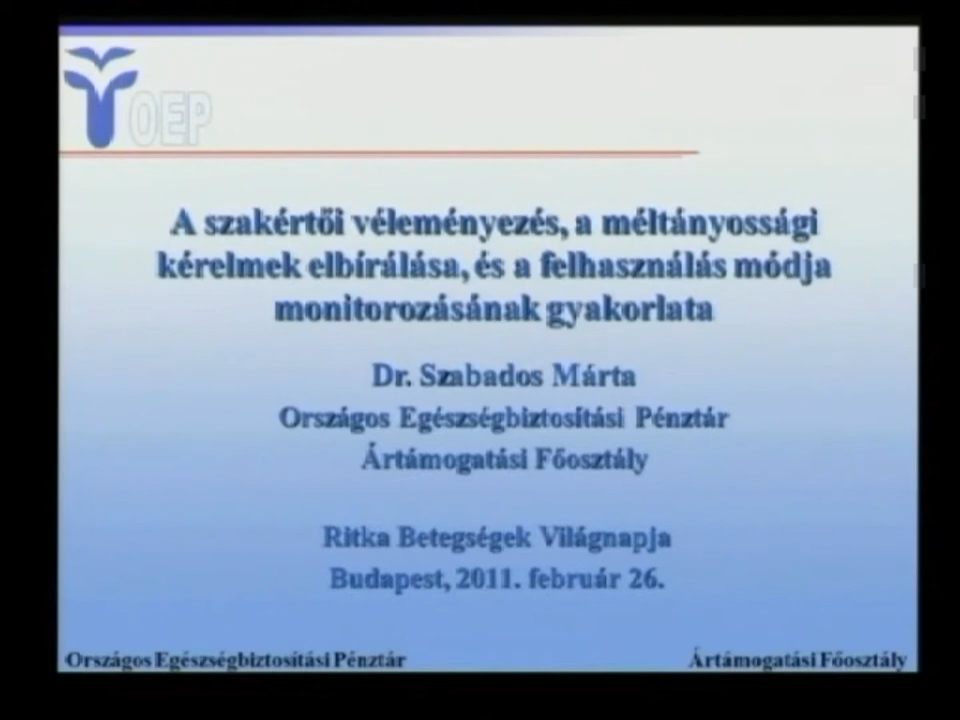 OEP
A szakértői véleményezés, a méltányossági
kérelmek elbírálása, és a felhasználás módja
monitorozásának gyakorlata
Dr. Szabados Márta
Országos Egészségbiztosítási Pénztár
Ártámogatási Főosztály
Ritka Betegségek Világnapja
Budapest, 2011. február 26.
Országos Egészségbiztosítási Pénztár
Ártámogatási Főosztály